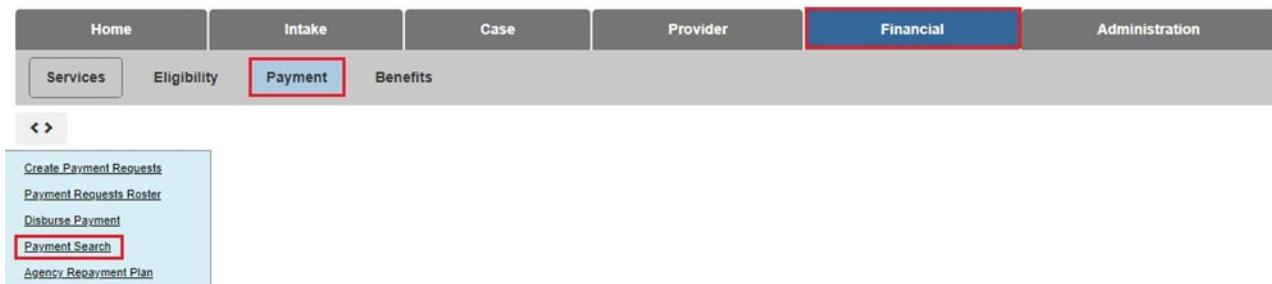 Home Intake Case Provider Financial Administration
Services Eligibility Payment Benefits
< >
Create Payment Requests
Payment Requests Roster
Disburse Payment
Payment Search
Agency Repayment Plan